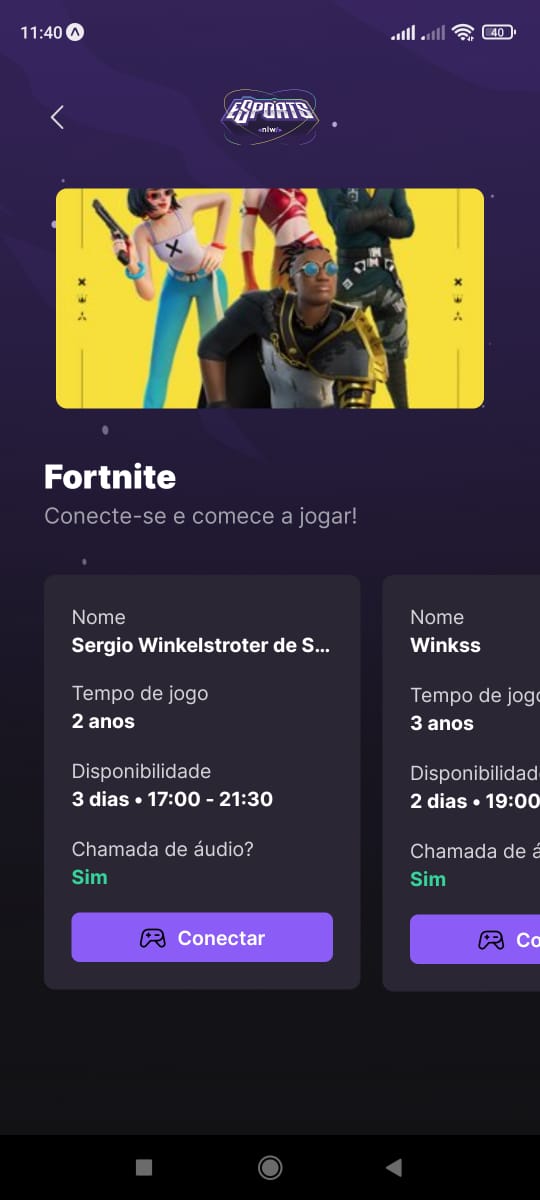 11:40
40
ESPORTS
«nlw/»
Fortnite
Conecte-se e comece a jogar!
Nome
Sergio Winkelstroter de S...
Tempo de jogo
2 anos
Disponibilidade
3 dias • 17:00 - 21:30
Chamada de áudio?
Sim
Conectar
Nome
Winkss
Tempo de jogo
3 anos
Disponibilidad
2 dias • 19:00
Chamada de á
Sim
Co